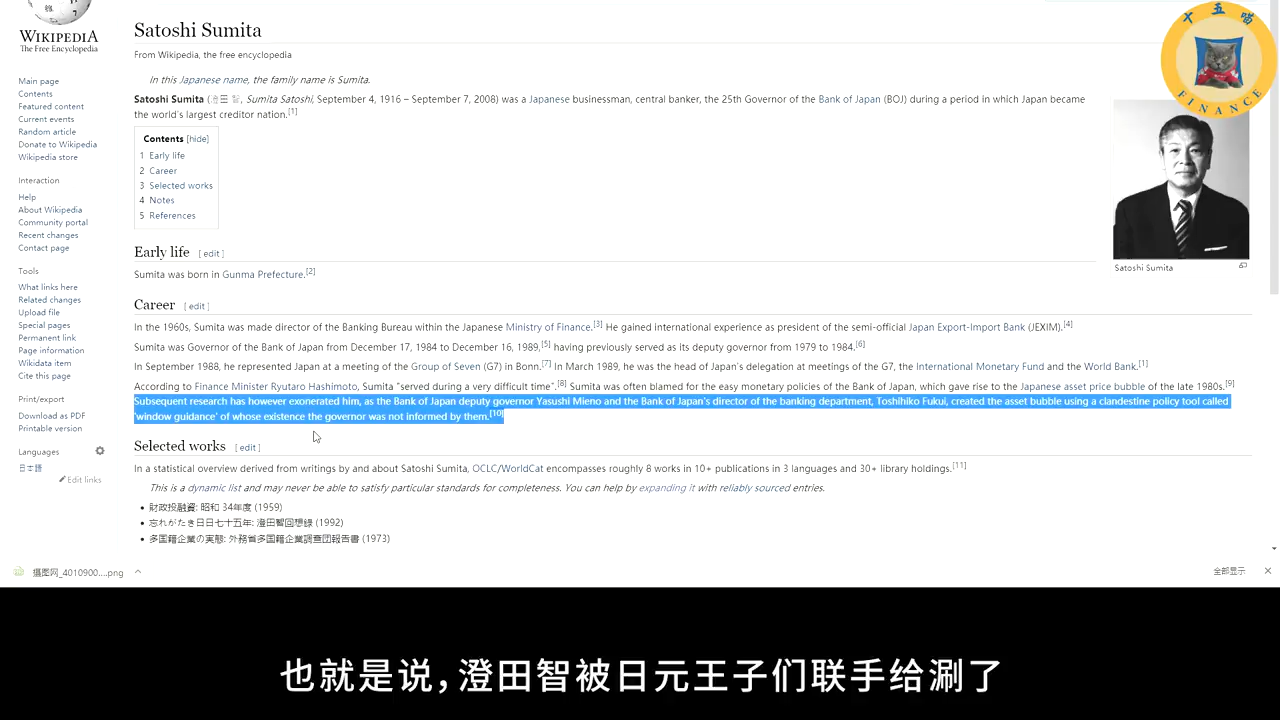 WIKIPEDIA
The Free Encyclopedia
Main page
Contents
Featured content
Current events
Random article
Donate to Wikipedia
Wikipedia store
Interaction
Help
About Wikipedia
Community portal
Recent changes
Contact page
Tools
What links here
Related changes
Upload file
Special pages
Permanent link
Page information
Wikidata item
Cite this page
Print/export
Download as PDF
Printable version
Languages
日本語
Edit links
Satoshi Sumita
From Wikipedia, the free encyclopedia
In this Japanese name, the family name is Sumita.
Satoshi Sumita (澄田 智, Sumita Satoshi, September 4, 1916 – September 7, 2008) was a Japanese businessman, central banker, the 25th Governor of the Bank of Japan (BOJ) during a period in which Japan became
the world's largest creditor nation.[1]
Contents [hide]
1 Early life
2 Career
3 Selected works
4 Notes
5 References
Early life [ edit ]
Sumita was born in Gunma Prefecture.[2]
Career [ edit ]
In the 1960s, Sumita was made director of the Banking Bureau within the Japanese Ministry of Finance.[3] He gained international experience as president of the semi-official Japan Export-Import Bank (JEXIM).[4]
Sumita was Governor of the Bank of Japan from December 17, 1984 to December 16, 1989,[5] having previously served as its deputy governor from 1979 to 1984.[6]
In September 1988, he represented Japan at a meeting of the Group of Seven (G7) in Bonn.[7] In March 1989, he was the head of Japan's delegation at meetings of the G7, the International Monetary Fund and the World Bank.[1]
According to Finance Minister Ryutaro Hashimoto, Sumita "served during a very difficult time".[8] Sumita was often blamed for the easy monetary policies of the Bank of Japan, which gave rise to the Japanese asset price bubble of the late 1980s.[9]
Subsequent research has however exonerated him, as the Bank of Japan deputy governor Yasushi Mieno and the Bank of Japan's director of the banking department, Toshihiko Fukui, created the asset bubble using a clandestine policy tool called
'window guidance' of whose existence the governor was not informed by them.[10]
Selected works [ edit ]
In a statistical overview derived from writings by and about Satoshi Sumita, OCLC/WorldCat encompasses roughly 8 works in 10+ publications in 3 languages and 30+ library holdings.[11]
This is a dynamic list and may never be able to satisfy particular standards for completeness. You can help by expanding it with reliably sourced entries.
• 財政投融資: 昭和 34年度 (1959)
• 忘れがたき日日七十五年: 澄田智回想録 (1992)
• 多国籍企業の実態: 外務省多国籍企業調査団報告書 (1973)
十五喵
FINANCE
Satoshi Sumita
摄图网_4010900....png
全部显示
也就是说，澄田智被日元王子们联手给涮了